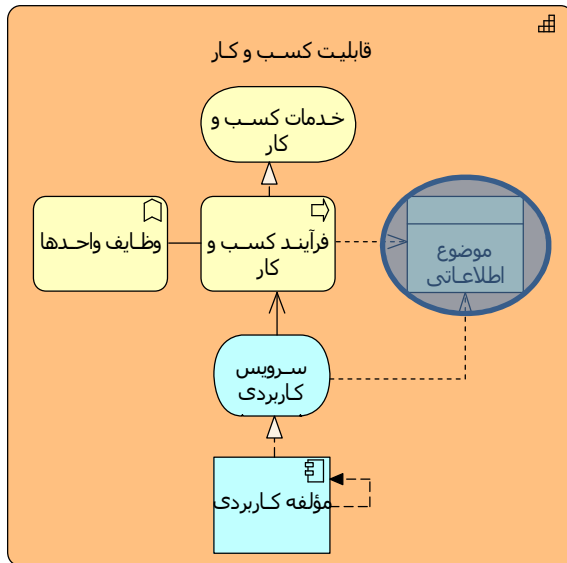 قابلیت کسب و کار
خدمات کسب و
کار
وظایف واحدها
فرآیند کسب و
کار
موضوع
اطلاعاتی
سرویس
کاربردی
مؤلفه کاربردی